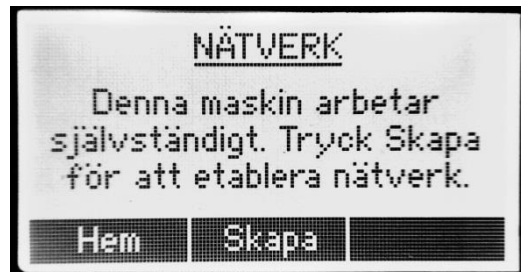 NÄTVERK
Denna maskin arbetar
självständigt. Tryck Skapa
för att etablera nätverk.
Hem Skapa